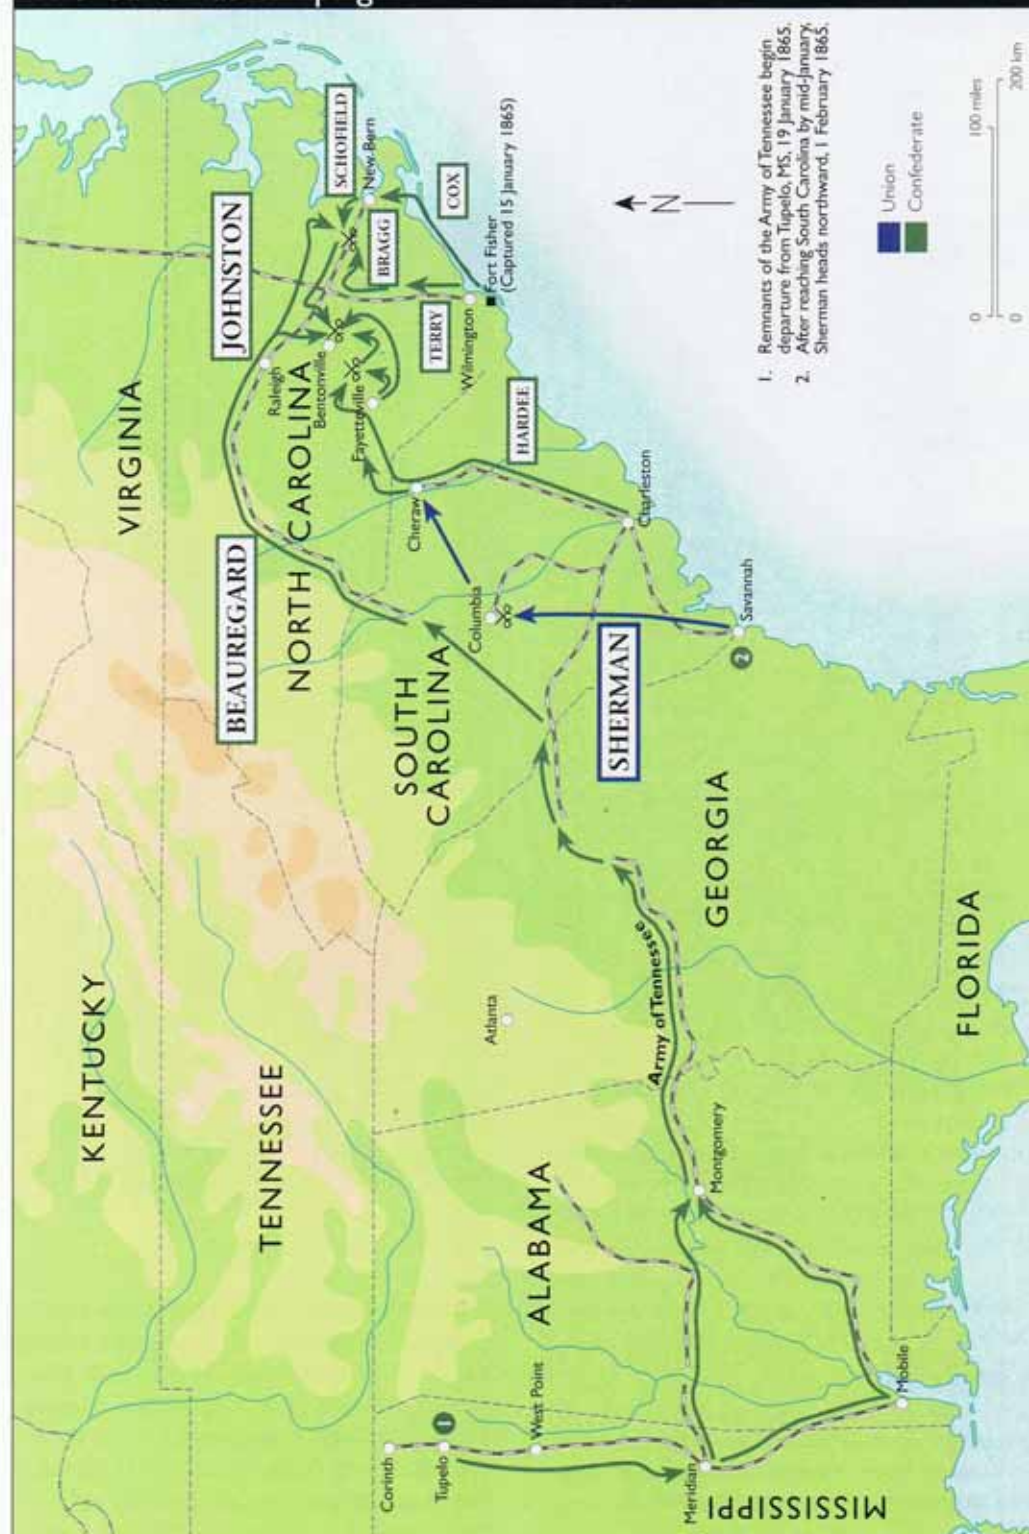 KENTUCKY
VIRGINIA
TENNESSEE
NORTH CAROLINA
SOUTH
CAROLINA
ALABAMA
GEORGIA
FLORIDA
MISSISSIPPI
BEAUREGARD
JOHNSTON
SCHOFIELD
BRAGG
COX
TERRY
HARDEE
SHERMAN
Corinth
Tupelo
1
West Point
Meridian
Mobile
Montgomery
Army of Tennessee
Atlanta
Columbia
Cheraw
Charleston
Savannah
2
Raleigh
Bentonville
Fayetteville
Wilmington
New Bern
Fort Fisher
(Captured 15 January 1865)
N
1. Remnants of the Army of Tennessee begin
departure from Tupelo, MS, 19 January 1865.
2. After reaching South Carolina by mid-January,
Sherman heads northward, 1 February 1865.
Union
Confederate
0 100 miles
0 200 km